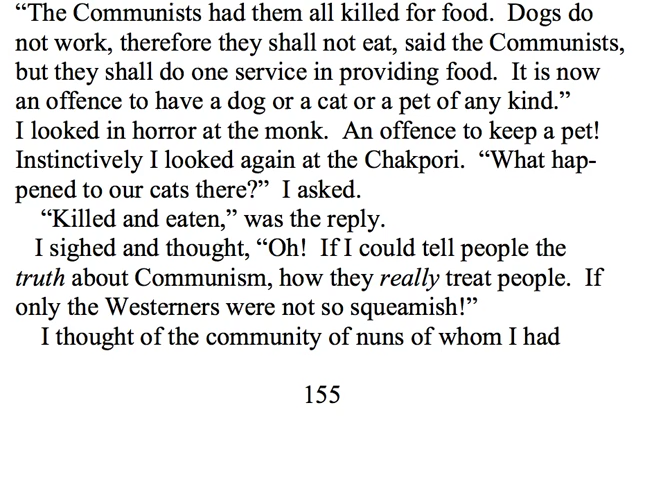 “The Communists had them all killed for food.  Dogs do
not work, therefore they shall not eat, said the Communists,
but they shall do one service in providing food.  It is now
an offence to have a dog or a cat or a pet of any kind.”
I looked in horror at the monk.  An offence to keep a pet!
Instinctively I looked again at the Chakpori.  “What hap-
pened to our cats there?”  I asked.
“Killed and eaten,” was the reply.
I sighed and thought, “Oh!  If I could tell people the
truth about Communism, how they really treat people.  If
only the Westerners were not so squeamish!”
I thought of the community of nuns of whom I had
155